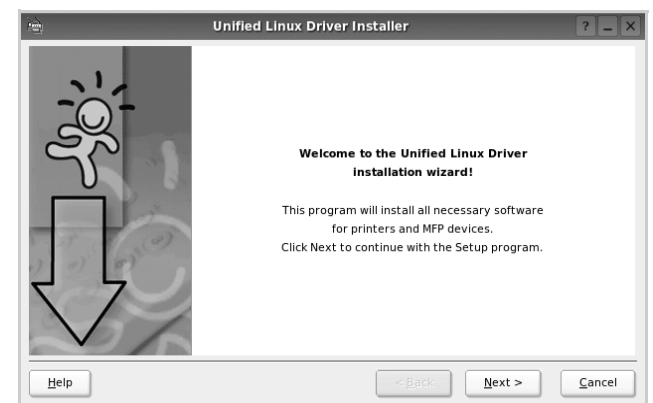 Unified Linux Driver Installer
Welcome to the Unified Linux Driver
installation wizard!
This program will install all necessary software
for printers and MFP devices.
Click Next to continue with the Setup program.
Help
< Back
Next >
Cancel